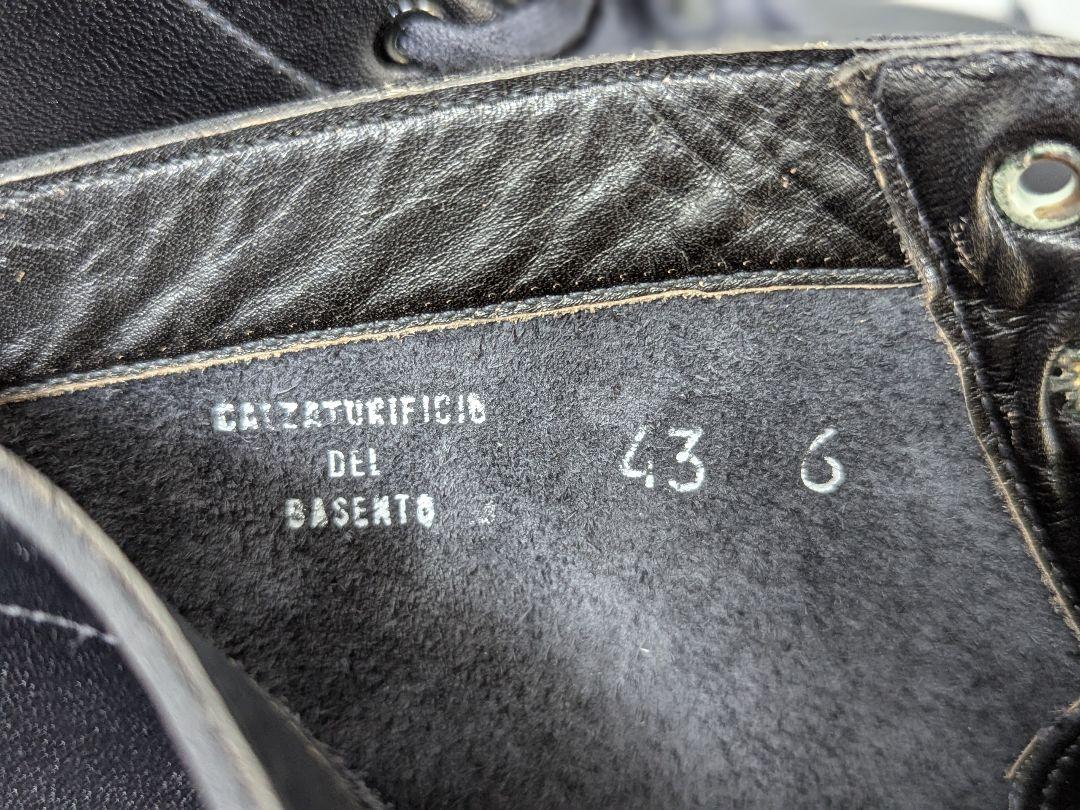 CALZATURIFICIO
DEL
BASENTO
43 6